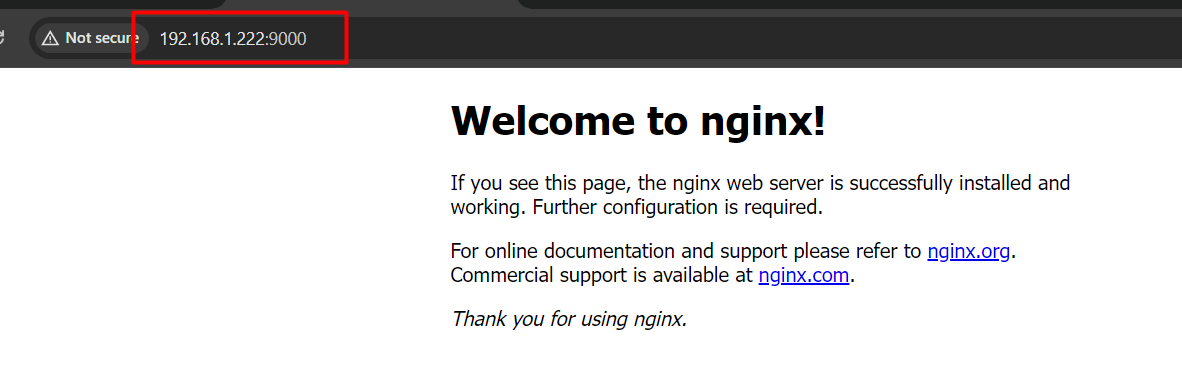 Not secure 192.168.1.222:9000
Welcome to nginx!
If you see this page, the nginx web server is successfully installed and
working. Further configuration is required.
For online documentation and support please refer to nginx.org.
Commercial support is available at nginx.com.
Thank you for using nginx.